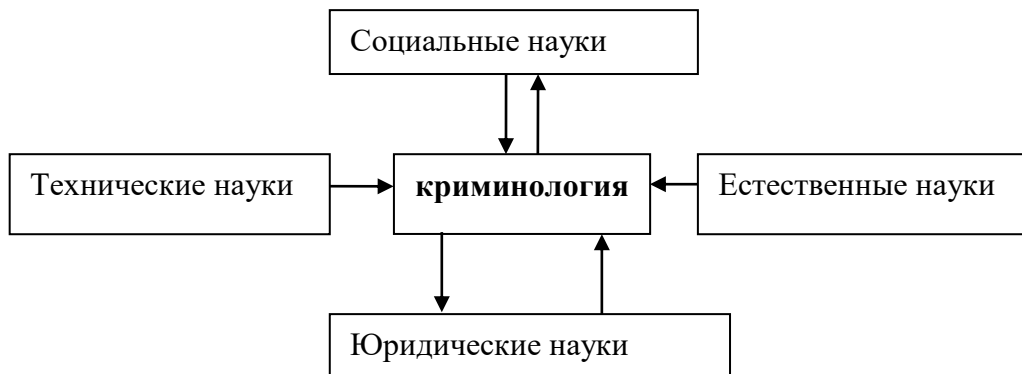 Социальные науки
Технические науки
криминология
Естественные науки
Юридические науки